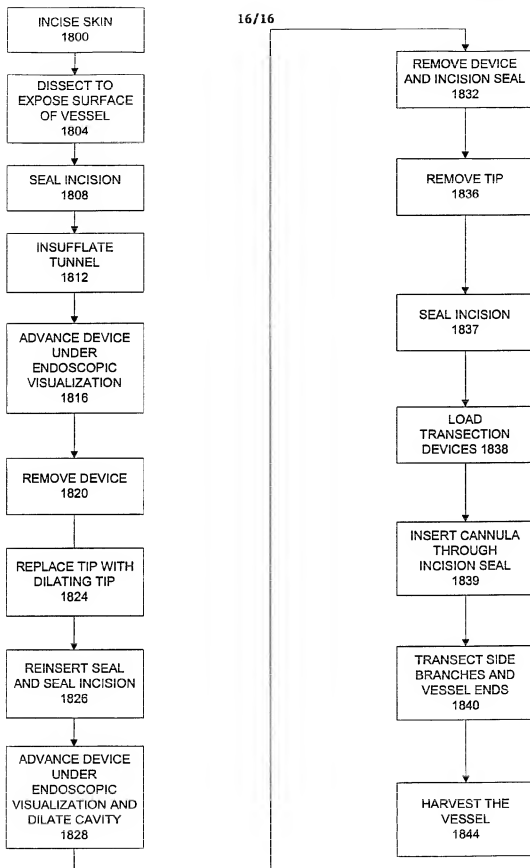 16/16
INCISE SKIN
1800
DISSECT TO
EXPOSE SURFACE
OF VESSEL
1804
SEAL INCISION
1808
INSUFFLATE
TUNNEL
1812
ADVANCE DEVICE
UNDER
ENDOSCOPIC
VISUALIZATION
1816
REMOVE DEVICE
1820
REPLACE TIP WITH
DILATING TIP
1824
REINSERT SEAL
AND SEAL INCISION
1826
ADVANCE DEVICE
UNDER
ENDOSCOPIC
VISUALIZATION AND
DILATE CAVITY
1828
REMOVE DEVICE
AND INCISION SEAL
1832
REMOVE TIP
1836
SEAL INCISION
1837
LOAD
TRANSECTION
DEVICES 1838
INSERT CANNULA
THROUGH
INCISION SEAL
1839
TRANSECT SIDE
BRANCHES AND
VESSEL ENDS
1840
HARVEST THE
VESSEL
1844